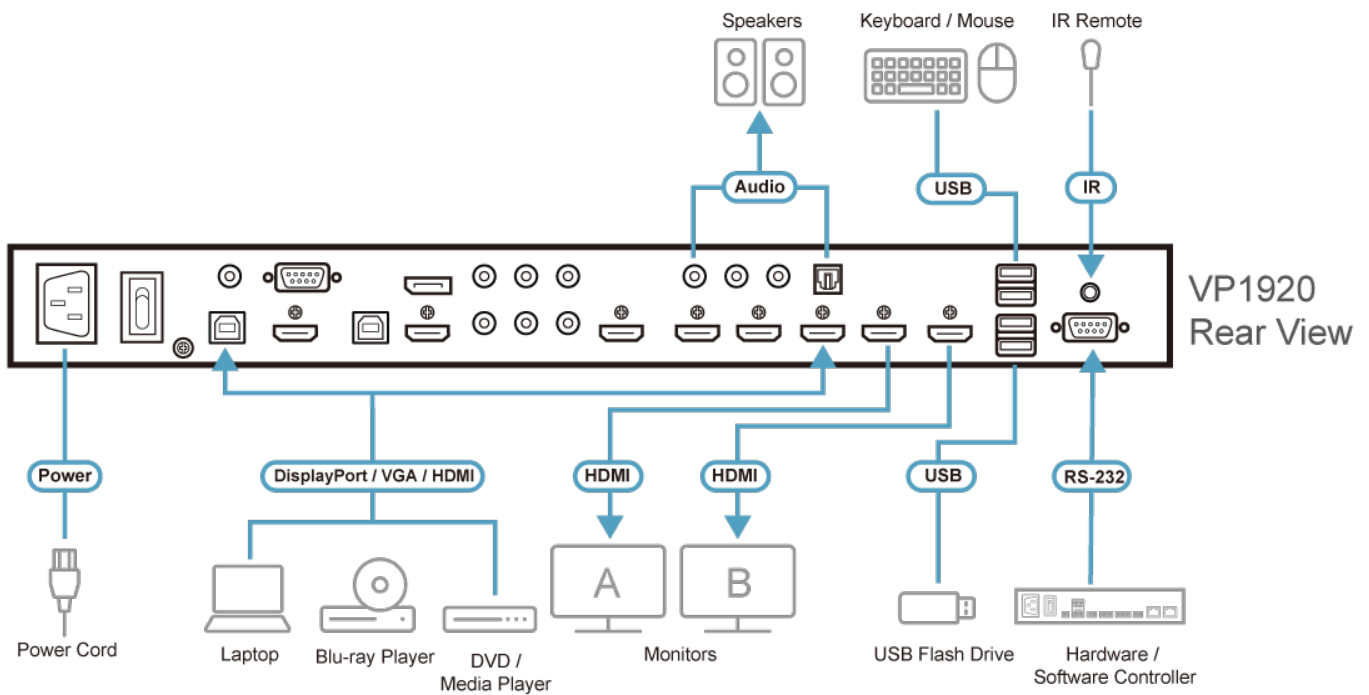 Speakers
Keyboard / Mouse
IR Remote
Audio
USB
IR
VP1920
Rear View
Power
DisplayPort / VGA / HDMI
HDMI
HDMI
USB
RS-232
A
B
Power Cord
Laptop
Blu-ray Player
DVD /
Media Player
Monitors
USB Flash Drive
Hardware /
Software Controller